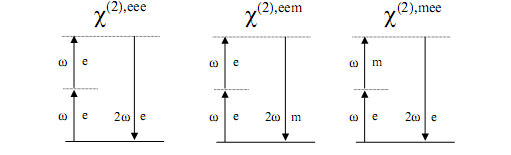 χ(2),eee χ(2),eem χ(2),mee
ω e ω e ω m
ω e 2ω e ω e 2ω m ω e 2ω e